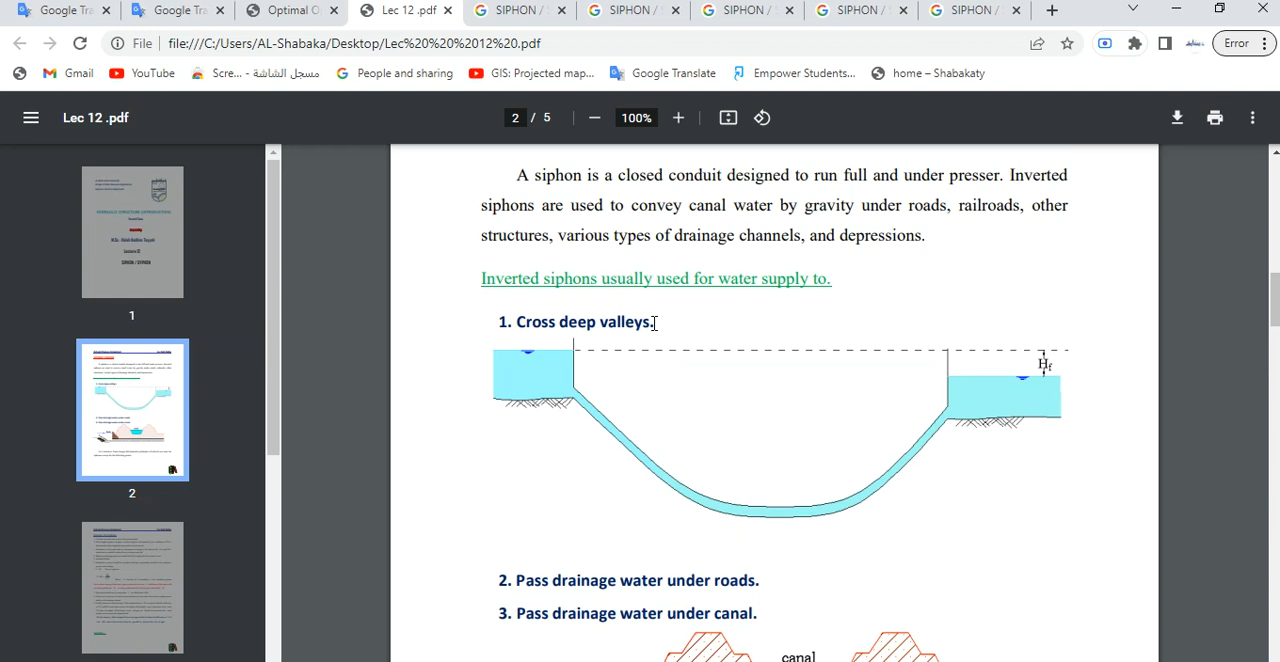 Google Tra
Google Tra
Optimal O
Lec 12 .pdf
SIPHON /
SIPHON /
SIPHON /
SIPHON /
SIPHON /
File
file:///C:/Users/AL-Shabaka/Desktop/Lec%20%20%2012%20.pdf
Error
Gmail
YouTube
Scre... - مسجل الشاشة
People and sharing
GIS: Projected map...
Google Translate
Empower Students...
home – Shabakaty
Lec 12 .pdf
2 / 5
100%
A siphon is a closed conduit designed to run full and under presser. Inverted
siphons are used to convey canal water by gravity under roads, railroads, other
structures, various types of drainage channels, and depressions.
Inverted siphons usually used for water supply to.
1. Cross deep valleys.
Hf
2. Pass drainage water under roads.
3. Pass drainage water under canal.
canal
1
2